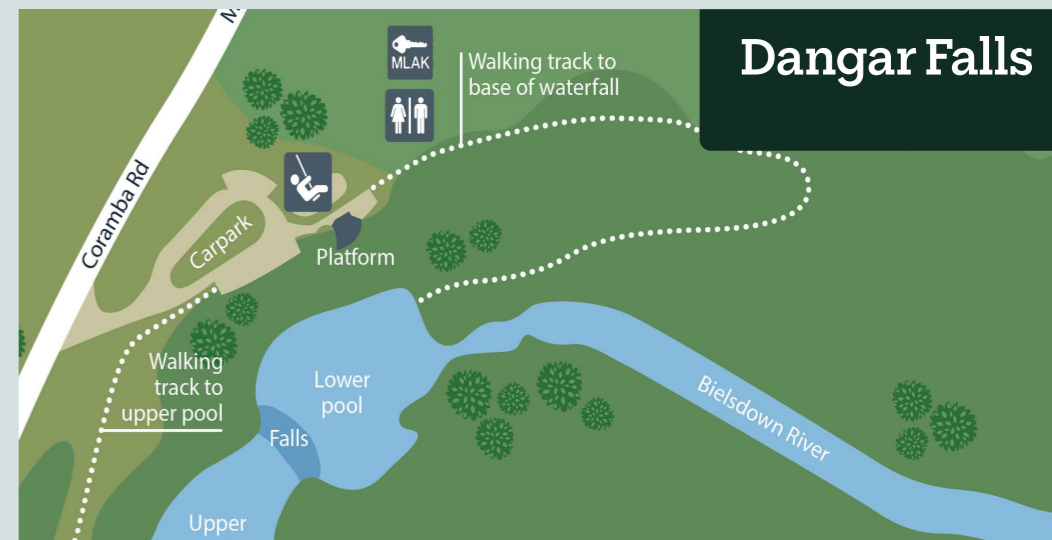 Dangar Falls
MLAK
Walking track to
base of waterfall
Coramba Rd
Carpark
Platform
Walking
track to
upper pool
Lower
pool
Falls
Bielsdown River
Upper